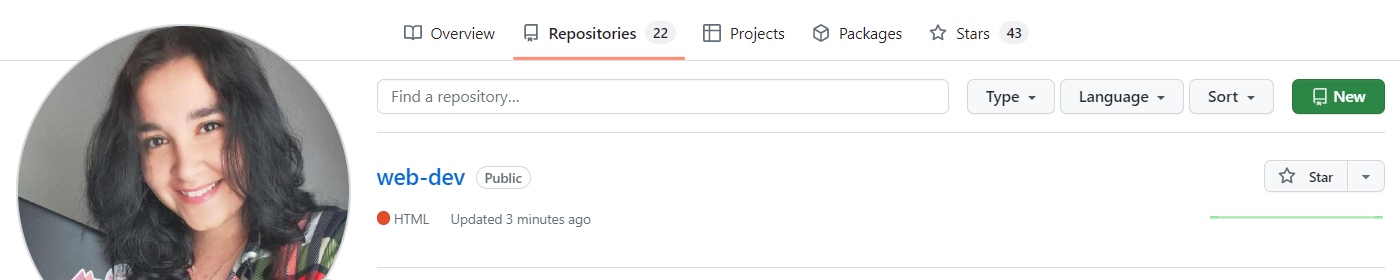 Overview Repositories 22 Projects Packages Stars 43
Find a repository... Type Language Sort New
web-dev Public Star
HTML Updated 3 minutes ago